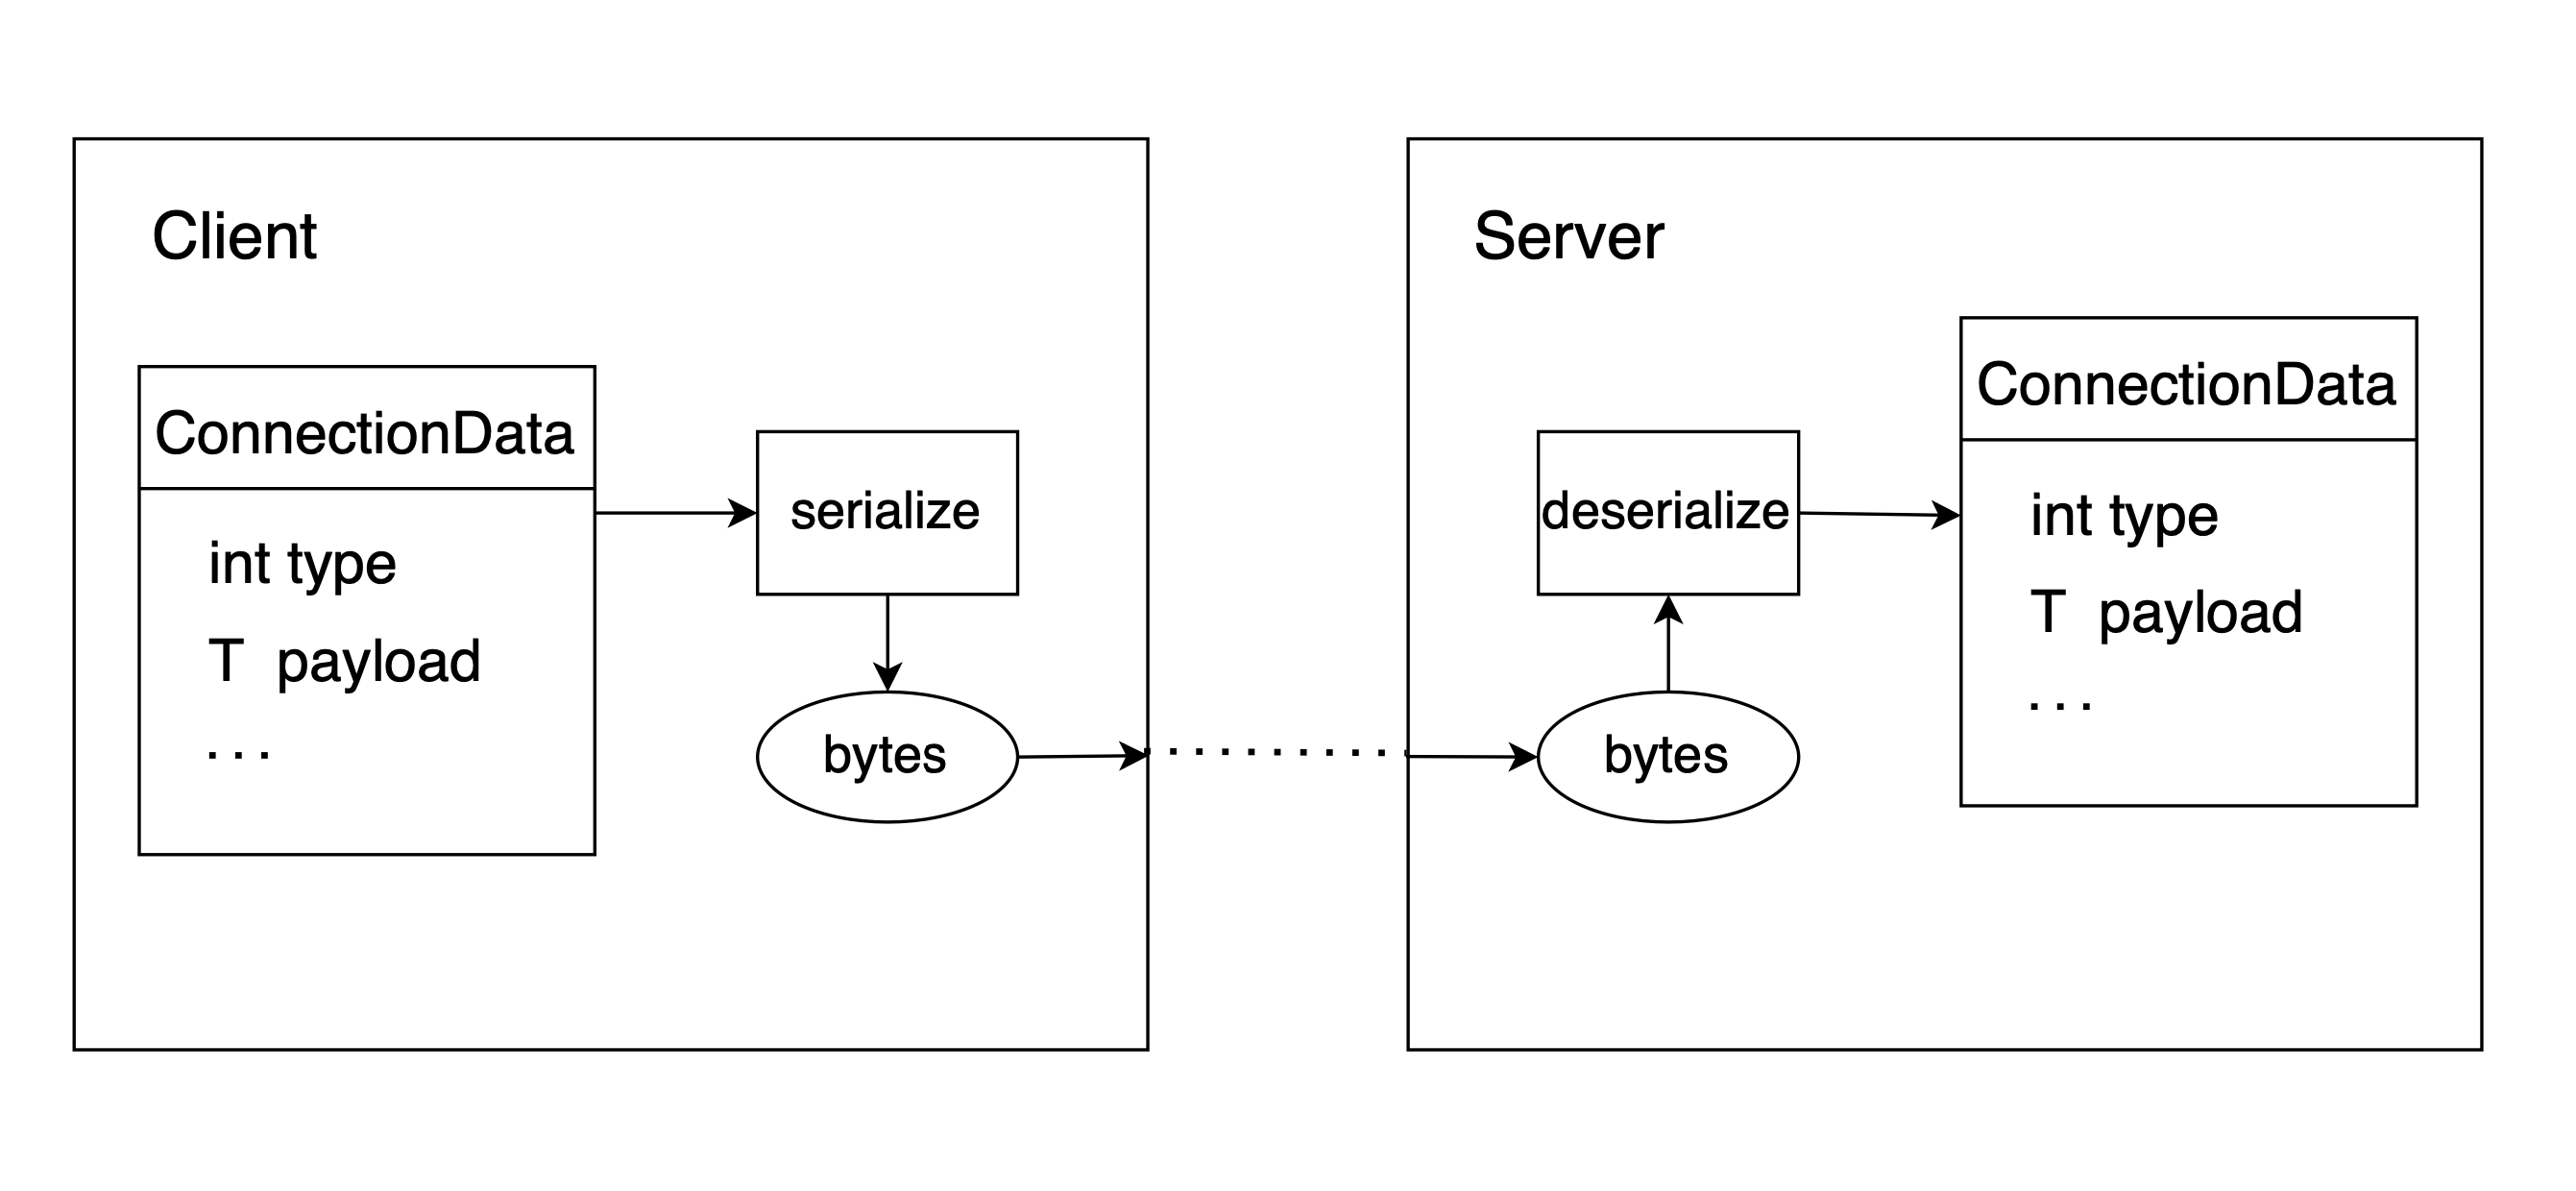 Client
ConnectionData
int type
T payload
...
serialize
bytes
Server
deserialize
bytes
ConnectionData
int type
T payload
...